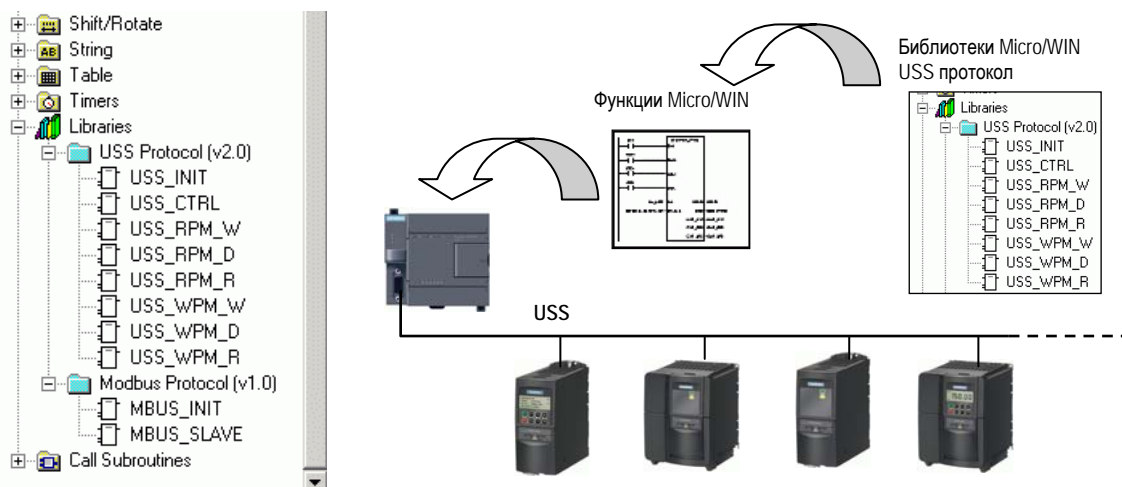 Shift/Rotate
String
Table
Timers
Libraries
USS Protocol (v2.0)
USS_INIT
USS_CTRL
USS_RPM_W
USS_RPM_D
USS_RPM_R
USS_WPM_W
USS_WPM_D
USS_WPM_R
Modbus Protocol (v1.0)
MBUS_INIT
MBUS_SLAVE
Call Subroutines
Библиотеки Micro/WIN
USS протокол
Функции Micro/WIN
Libraries
USS Protocol (v2.0)
USS_INIT
USS_CTRL
USS_RPM_W
USS_RPM_D
USS_RPM_R
USS_WPM_W
USS_WPM_D
USS_WPM_R
USS